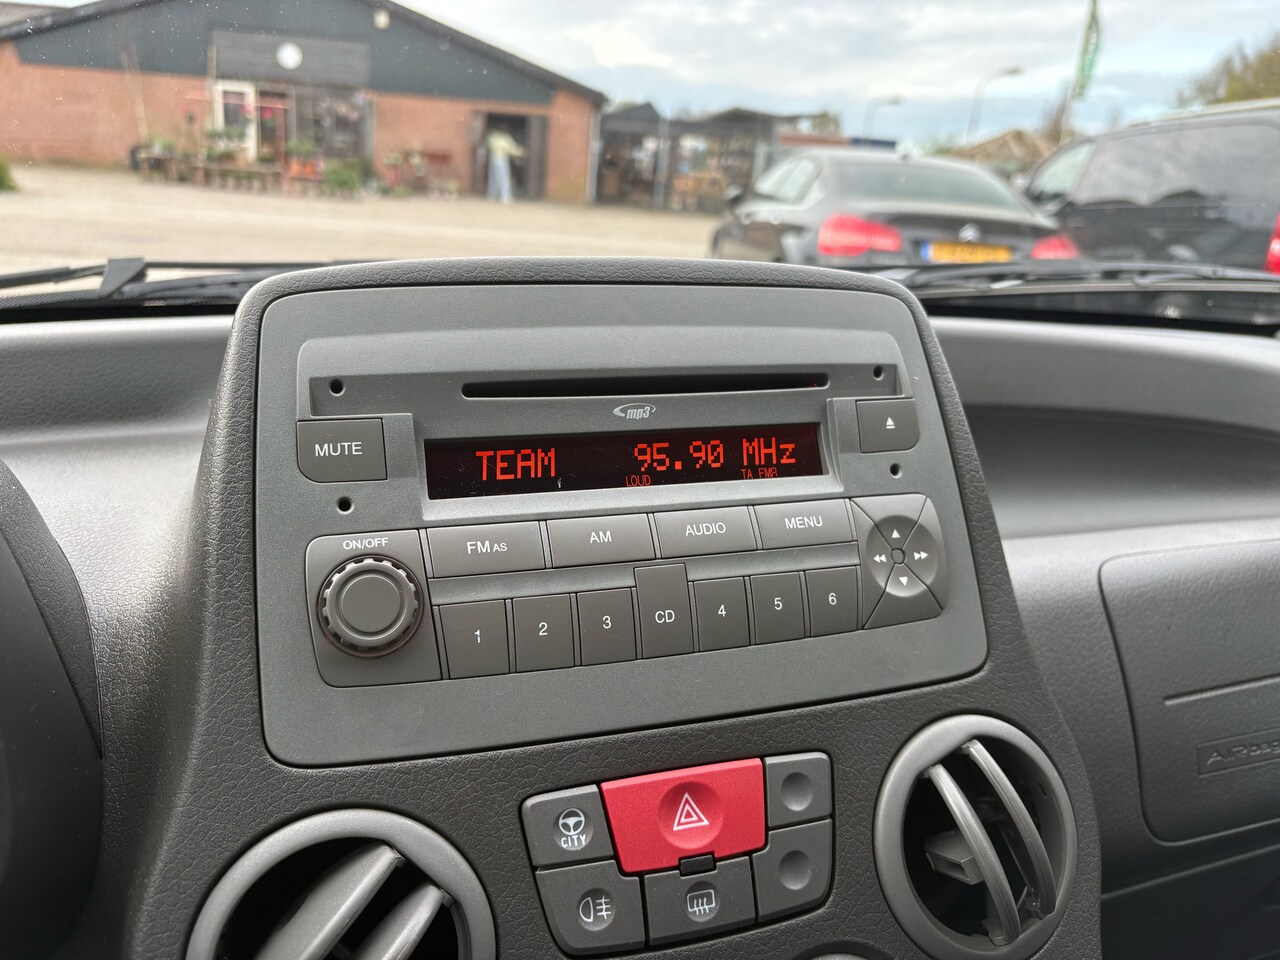 mp3
MUTE
TEAM 95.90 MHz
LOUD TA FMB
ON/OFF
FM AS AM AUDIO MENU
1 2 3 CD 4 5 6
CITY